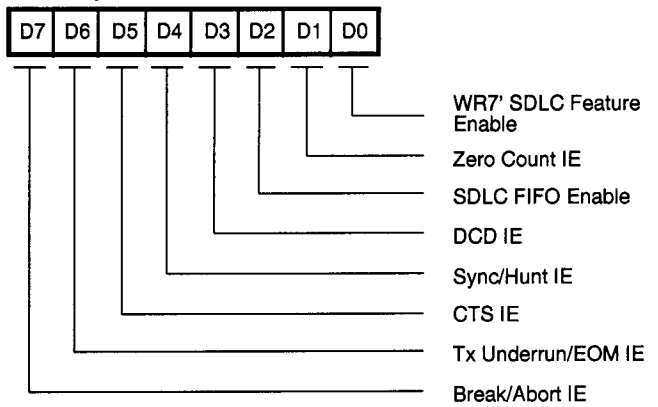 D7 D6 D5 D4 D3 D2 D1 D0
WR7' SDLC Feature
Enable
Zero Count IE
SDLC FIFO Enable
DCD IE
Sync/Hunt IE
CTS IE
Tx Underrun/EOM IE
Break/Abort IE